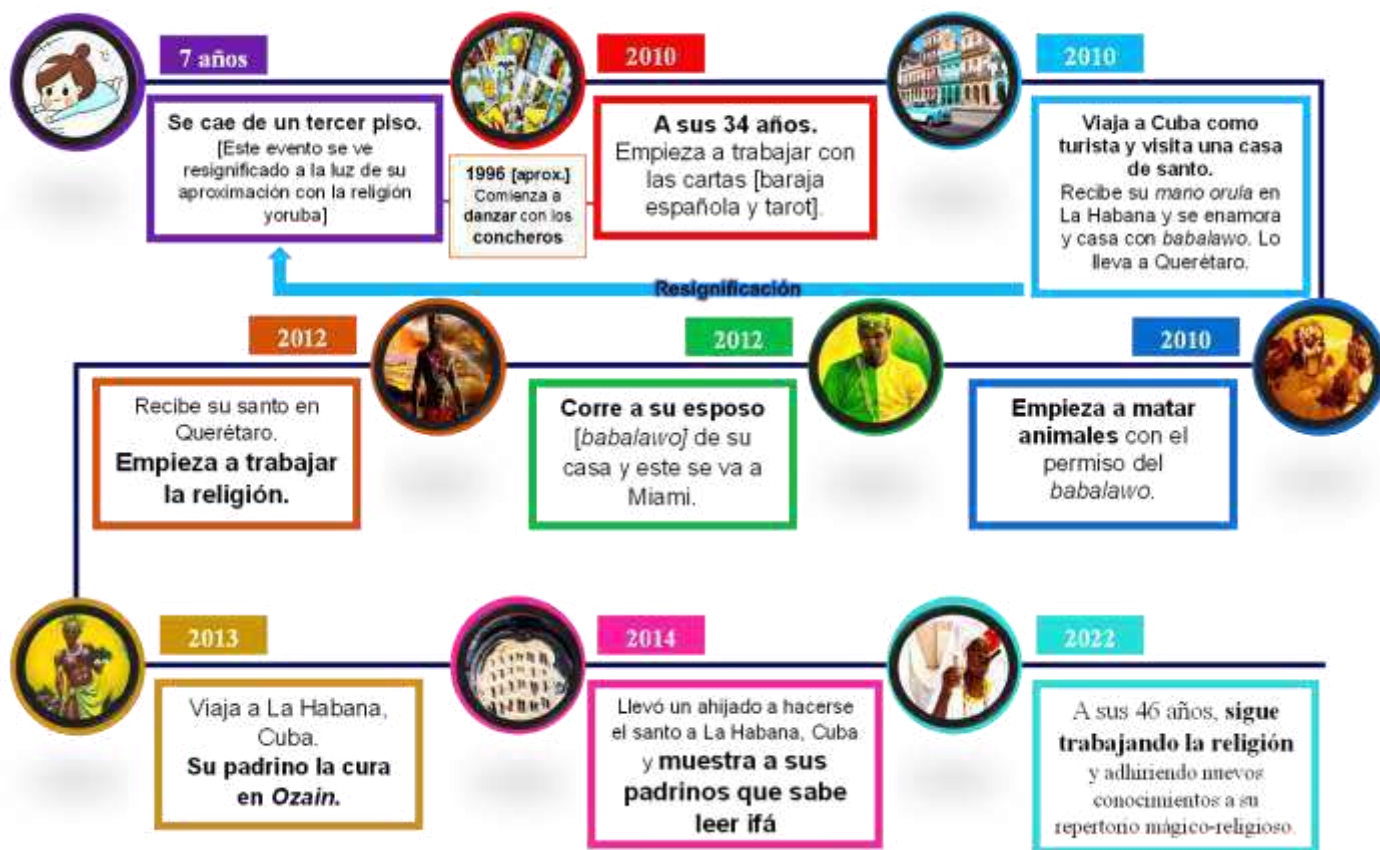 7 años
Se cae de un tercer piso.
[Este evento se ve
resignificado a la luz de su
aproximación con la religión
yoruba]
1996 [aprox.]
Comienza a
danzar con los
concheros
2010
A sus 34 años.
Empieza a trabajar con
las cartas [baraja
española y tarot].
2010
Viaja a Cuba como
turista y visita una casa
de santo.
Recibe su mano orula en
La Habana y se enamora
y casa con babalawo. Lo
lleva a Querétaro.
Resignificación
2010
Empieza a matar
animales con el
permiso del
babalawo.
2012
Corre a su esposo
[babalawo] de su
casa y este se va a
Miami.
2012
Recibe su santo en
Querétaro.
Empieza a trabajar
la religión.
2013
Viaja a La Habana,
Cuba.
Su padrino la cura
en Ozain.
2014
Llevó un ahijado a hacerse
el santo a La Habana, Cuba
y muestra a sus
padrinos que sabe
leer ifá
2022
A sus 46 años, sigue
trabajando la religión
y adhiriendo nuevos
conocimientos a su
repertorio mágico-religioso.